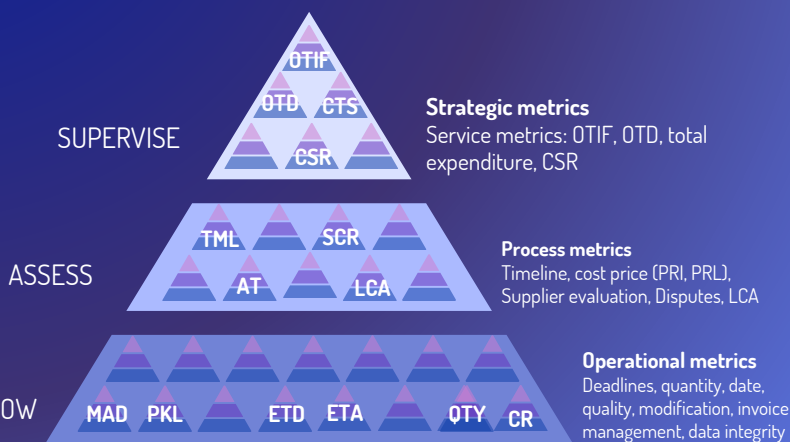 OTIF
OTD CTS
CSR
SUPERVISE
Strategic metrics
Service metrics: OTIF, OTD, total
expenditure, CSR
TML SCR
AT LCA
ASSESS
Process metrics
Timeline, cost price (PRI, PRL),
Supplier evaluation, Disputes, LCA
OW
MAD PKL ETD ETA QTY CR
Operational metrics
Deadlines, quantity, date,
quality, modification, invoice
management, data integrity